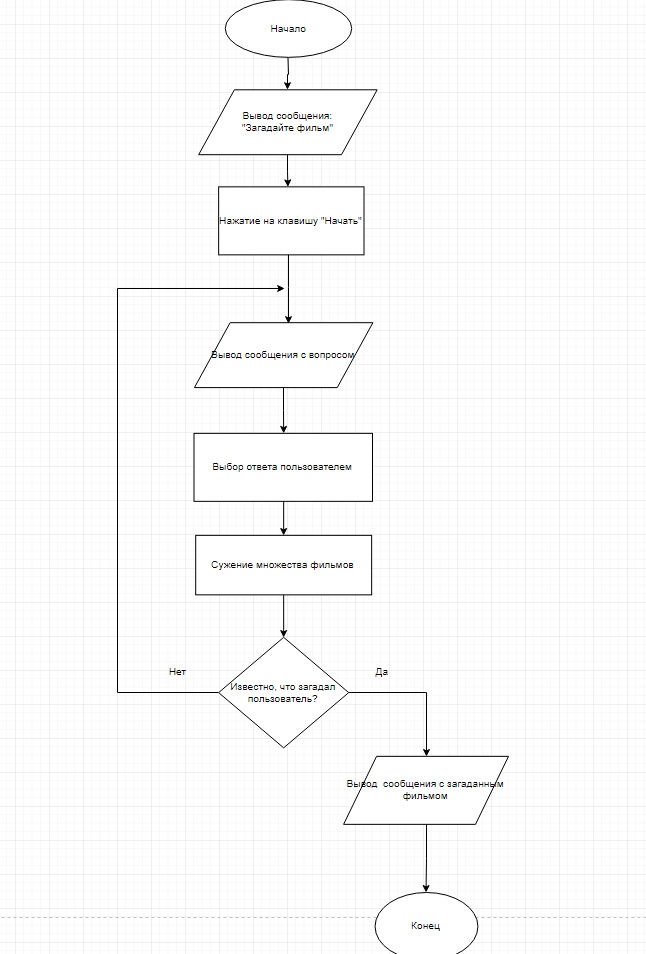 Начало
Вывод сообщения:
"Загадайте фильм"
Нажатие на клавишу "Начать"
Вывод сообщения с вопросом
Выбор ответа пользователем
Сужение множества фильмов
Нет
Да
Известно, что загадал
пользователь?
Вывод сообщения с загаданным
фильмом
Конец